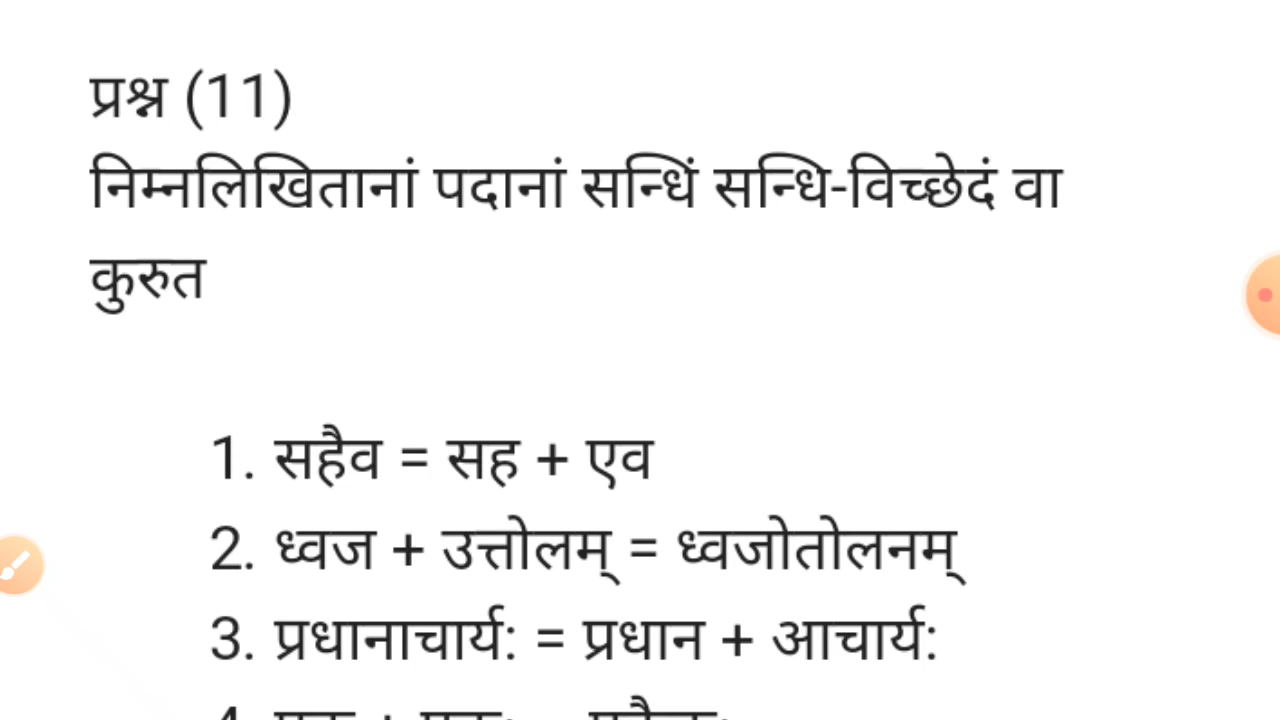 प्रश्न (11)
निम्नलिखितानां पदानां सन्धिं सन्धि-विच्छेदं वा
कुरुत
1. सहैव = सह + एव
2. ध्वज + उत्तोलम् = ध्वजोतोलनम्
3. प्रधानाचार्य: = प्रधान + आचार्य: